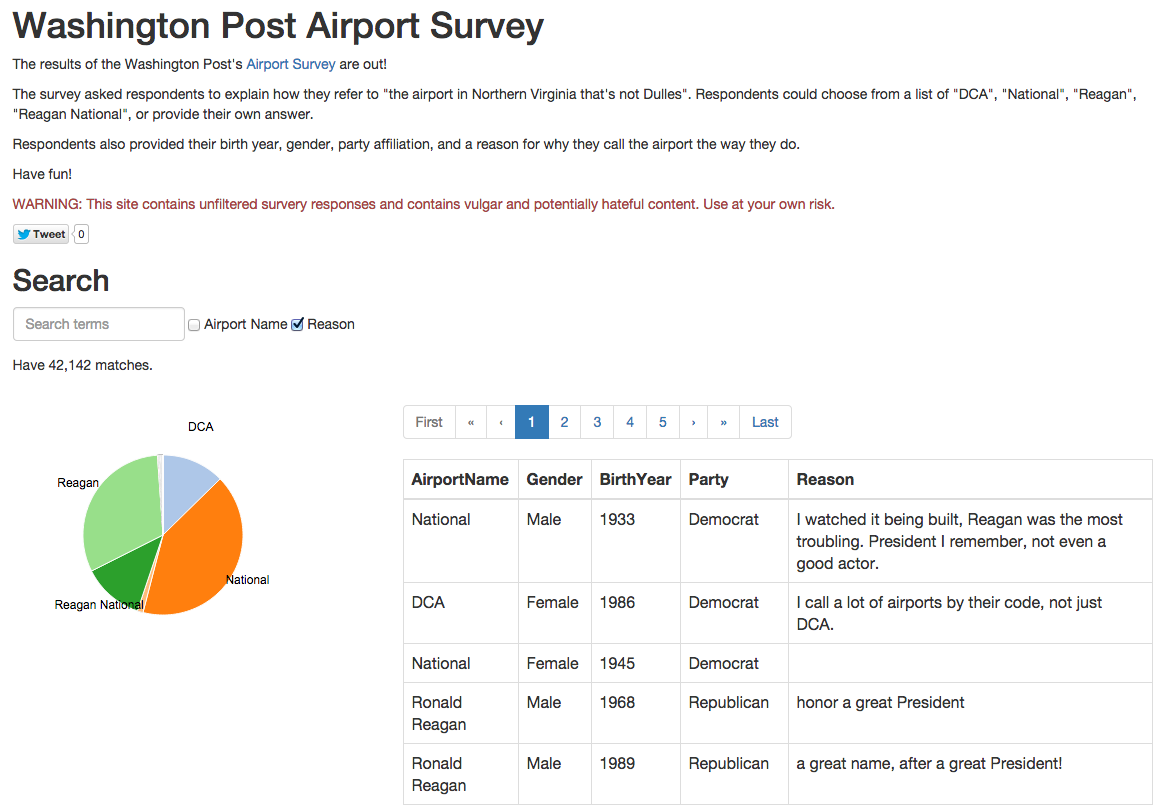 Washington Post Airport Survey
The results of the Washington Post's Airport Survey are out!
The survey asked respondents to explain how they refer to "the airport in Northern Virginia that's not Dulles". Respondents could choose from a list of "DCA", "National", "Reagan",
"Reagan National", or provide their own answer.
Respondents also provided their birth year, gender, party affiliation, and a reason for why they call the airport the way they do.
Have fun!
WARNING: This site contains unfiltered survery responses and contains vulgar and potentially hateful content. Use at your own risk.
Tweet 0
Search
Search terms Airport Name Reason
Have 42,142 matches.
DCA
Reagan
National
Reagan National
First « ‹ 1 2 3 4 5 › » Last
AirportName Gender BirthYear Party Reason
National Male 1933 Democrat I watched it being built, Reagan was the most
troubling. President I remember, not even a
good actor.
DCA Female 1986 Democrat I call a lot of airports by their code, not just
DCA.
National Female 1945 Democrat
Ronald Male 1968 Republican honor a great President
Reagan
Ronald Male 1989 Republican a great name, after a great President!
Reagan